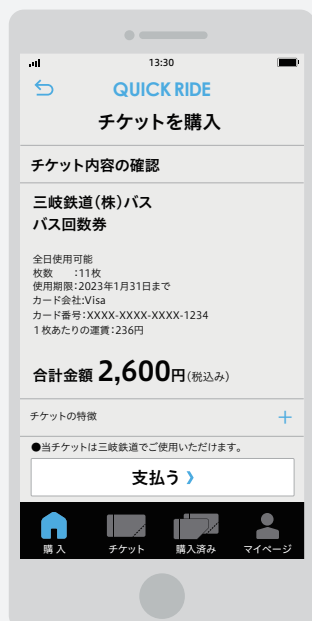 13:30
QUICK RIDE
チケットを購入
チケット内容の確認
三岐鉄道(株)バス
バス回数券
全日使用可能
枚数　:11枚
使用期限:2023年1月31日まで
カード会社:Visa
カード番号:XXXX-XXXX-XXXX-1234
1枚あたりの運賃:236円
合計金額 2,600円(税込み)
チケットの特徴 +
●当チケットは三岐鉄道でご使用いただけます。
支払う 》
購入 チケット 購入済み マイページ